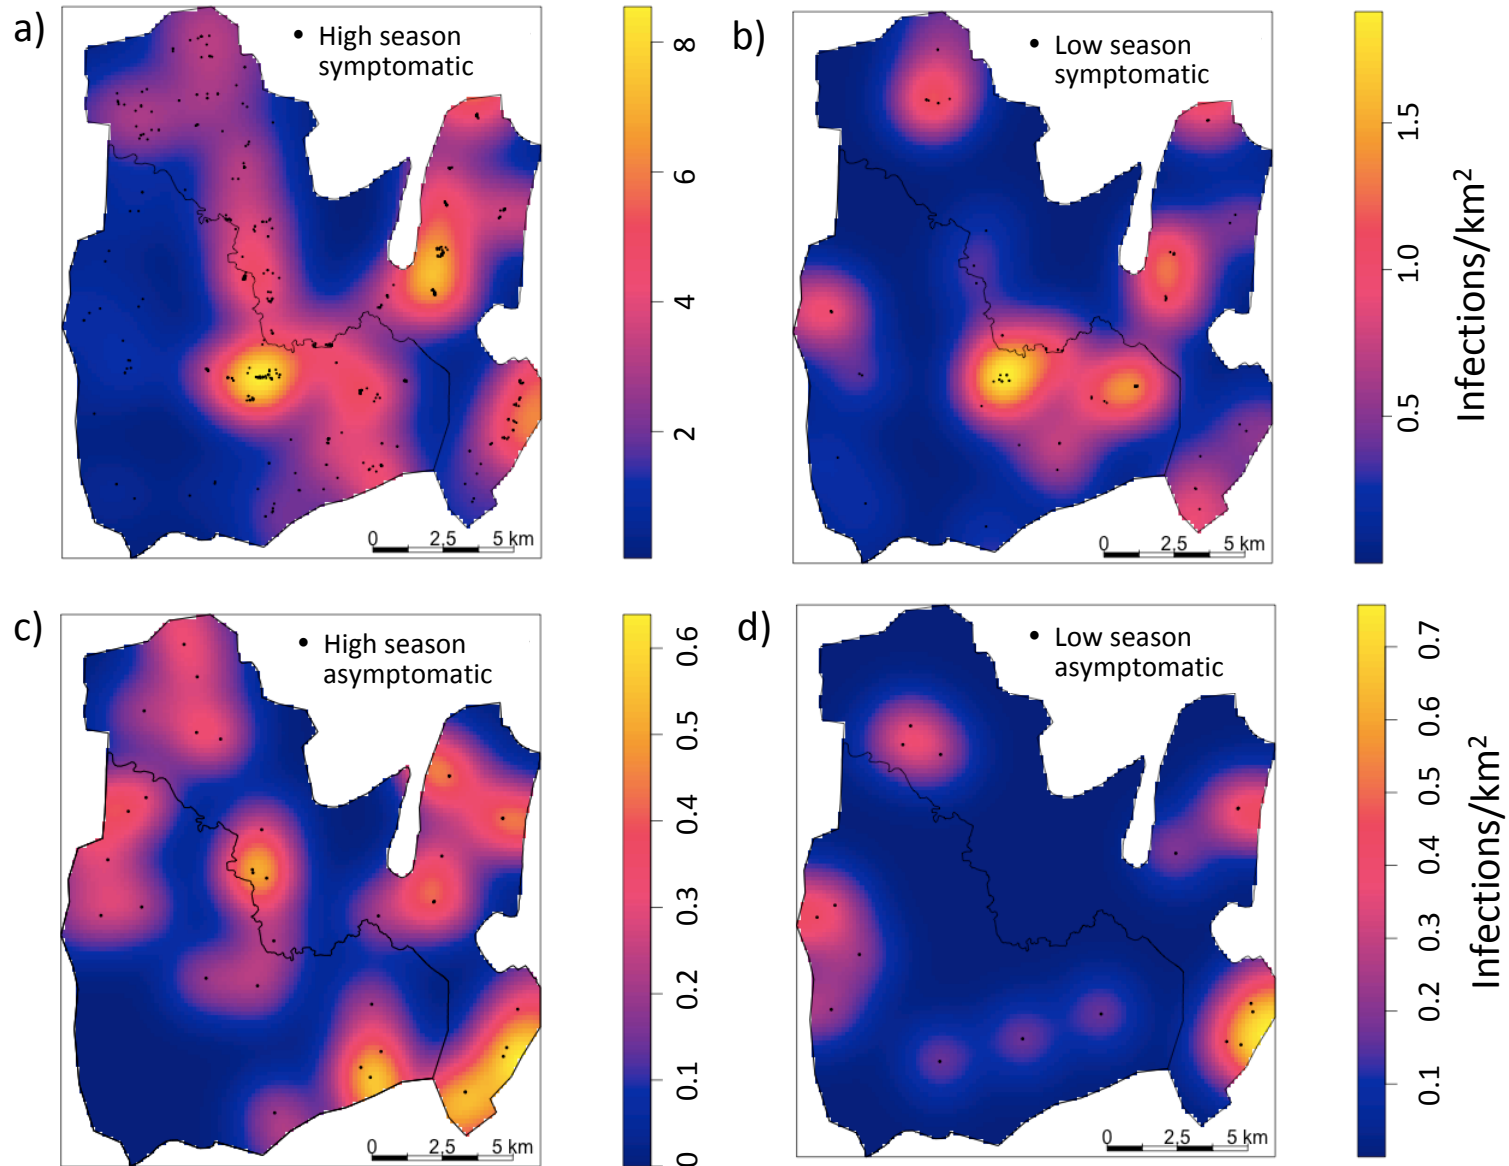 a)
• High season
symptomatic
8
6
4
2
0 2,5 5 km
b)
• Low season
symptomatic
1.5
1.0
0.5
Infections/km²
0 2,5 5 km
c)
• High season
asymptomatic
0.6
0.5
0.4
0.3
0.2
0.1
0
0 2,5 5 km
d)
• Low season
asymptomatic
0.7
0.6
0.5
0.4
0.3
0.2
0.1
Infections/km²
0 2,5 5 km